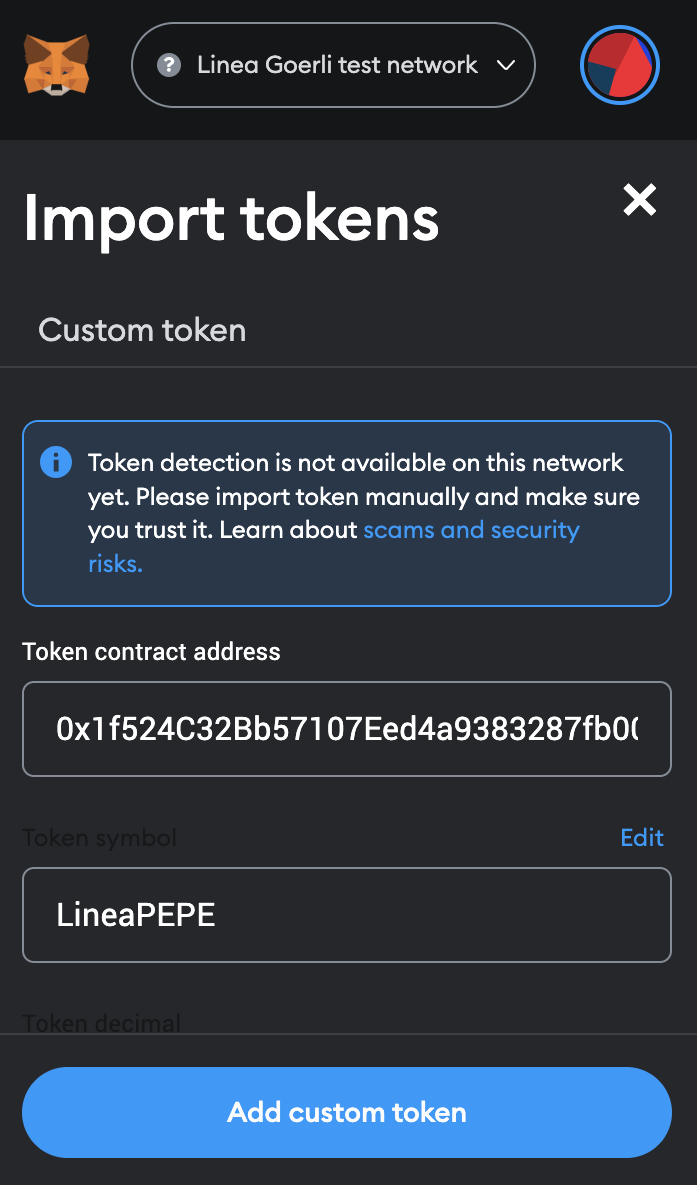 Linea Goerli test network
Import tokens
Custom token
Token detection is not available on this network
yet. Please import token manually and make sure
you trust it. Learn about scams and security
risks.
Token contract address
0x1f524C32Bb57107Eed4a9383287fb00
Token symbol
Edit
LineaPEPE
Token decimal
Add custom token